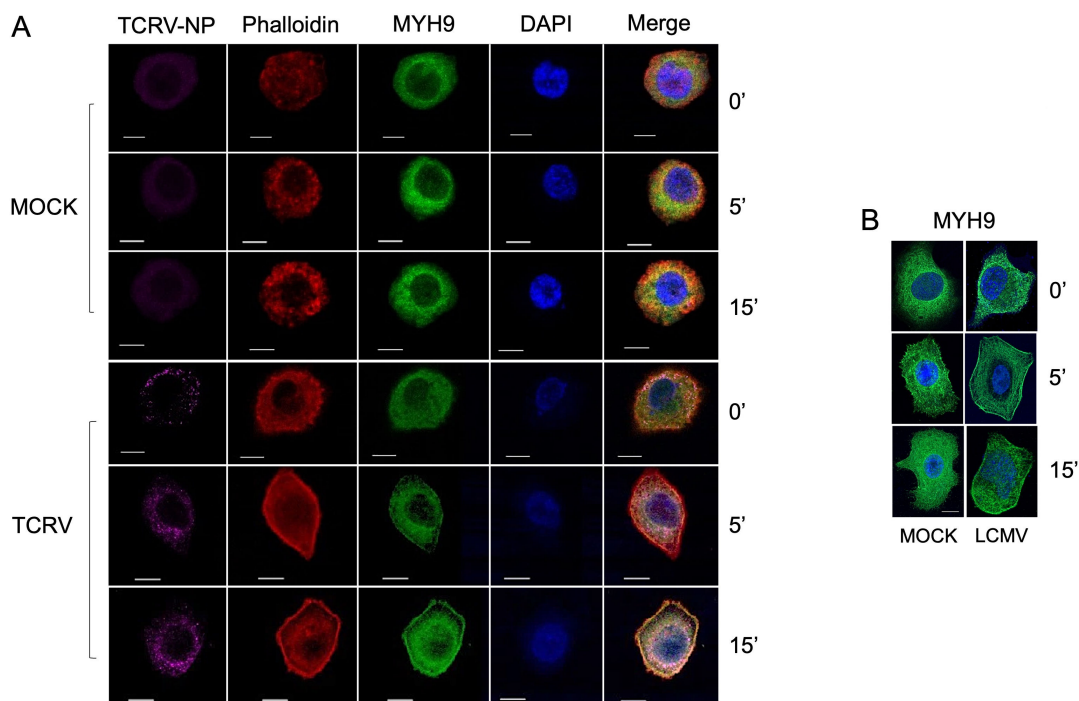 A
TCRV-NP Phalloidin MYH9 DAPI Merge
0’
MOCK 5’
15’
0’
TCRV 5’
15’
B
MYH9
0’
5’
15’
MOCK LCMV